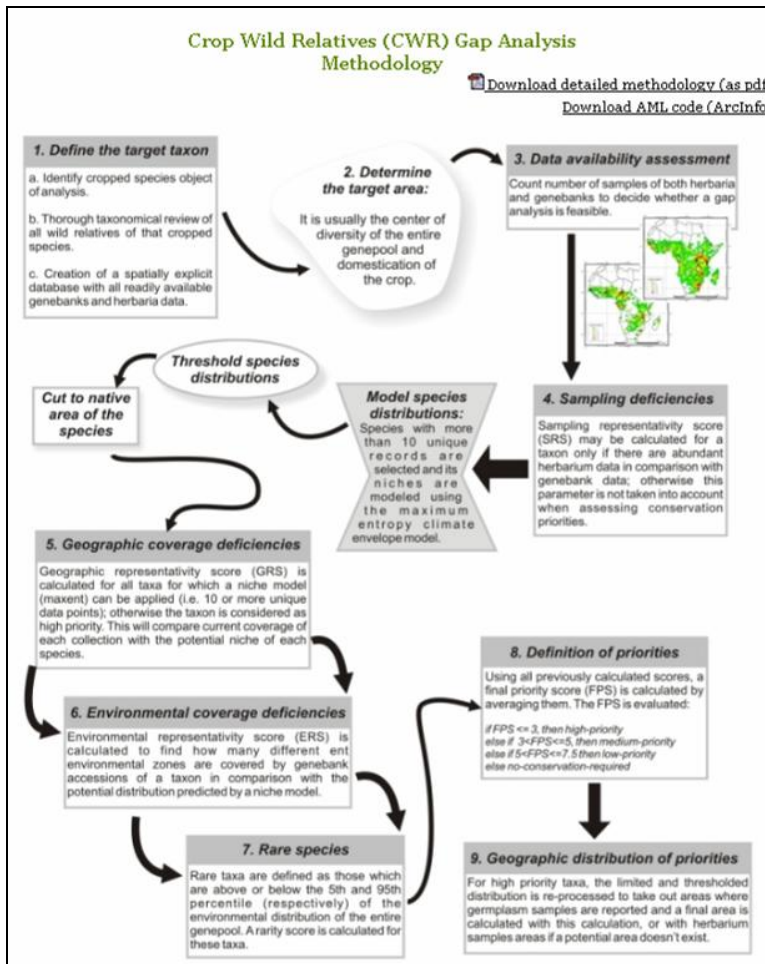 Crop Wild Relatives (CWR) Gap Analysis
Methodology
Download detailed methodology (as pdf
Download AML code (ArcInfo
1. Define the target taxon
a. Identify cropped species object
of analysis.
b. Thorough taxonomical review of
all wild relatives of that cropped
species.
c. Creation of a spatially explicit
database with all readily available
genebanks and herbaria data.
2. Determine
the target area:
It is usually the center of
diversity of the entire
genepool and
domestication of
the crop.
3. Data availability assessment
Count number of samples of both herbaria
and genebanks to decide whether a gap
analysis is feasible.
4. Sampling deficiencies
Sampling representativity score
(SRS) may be calculated for a
taxon only if there are abundant
herbarium data in comparison with
genebank data; otherwise this
parameter is not taken into account
when assessing conservation
priorities.
Model species
distributions:
Species with more
than 10 unique
records are
selected and its
niches are
modeled using
the maximum
entropy climate
envelope model.
Threshold species
distributions
Cut to native
area of the
species
5. Geographic coverage deficiencies
Geographic representativity score (GRS) is
calculated for all taxa for which a niche model
(maxent) can be applied (i.e. 10 or more unique
data points); otherwise the taxon is considered as
high priority. This will compare current coverage of
each collection with the potential niche of each
species.
6. Environmental coverage deficiencies
Environmental representativity score (ERS) is
calculated to find how many different ent
environmental zones are covered by genebank
accessions of a taxon in comparison with the
potential distribution predicted by a niche model.
7. Rare species
Rare taxa are defined as those which
are above or below the 5th and 95th
percentile (respectively) of the
environmental distribution of the entire
genepool. A rarity score is calculated for
these taxa.
8. Definition of priorities
Using all previously calculated scores, a
final priority score (FPS) is calculated by
averaging them. The FPS is evaluated:
if FPS <= 3, then high-priority
else if 3<FPS<=5, then medium-priority
else if 5<FPS<=7.5 then low-priority
else no-conservation-required
9. Geographic distribution of priorities
For high priority taxa, the limited and thresholded
distribution is re-processed to take out areas where
germplasm samples are reported and a final area is
calculated with this calculation, or with herbarium
samples areas if a potential area doesn't exist.